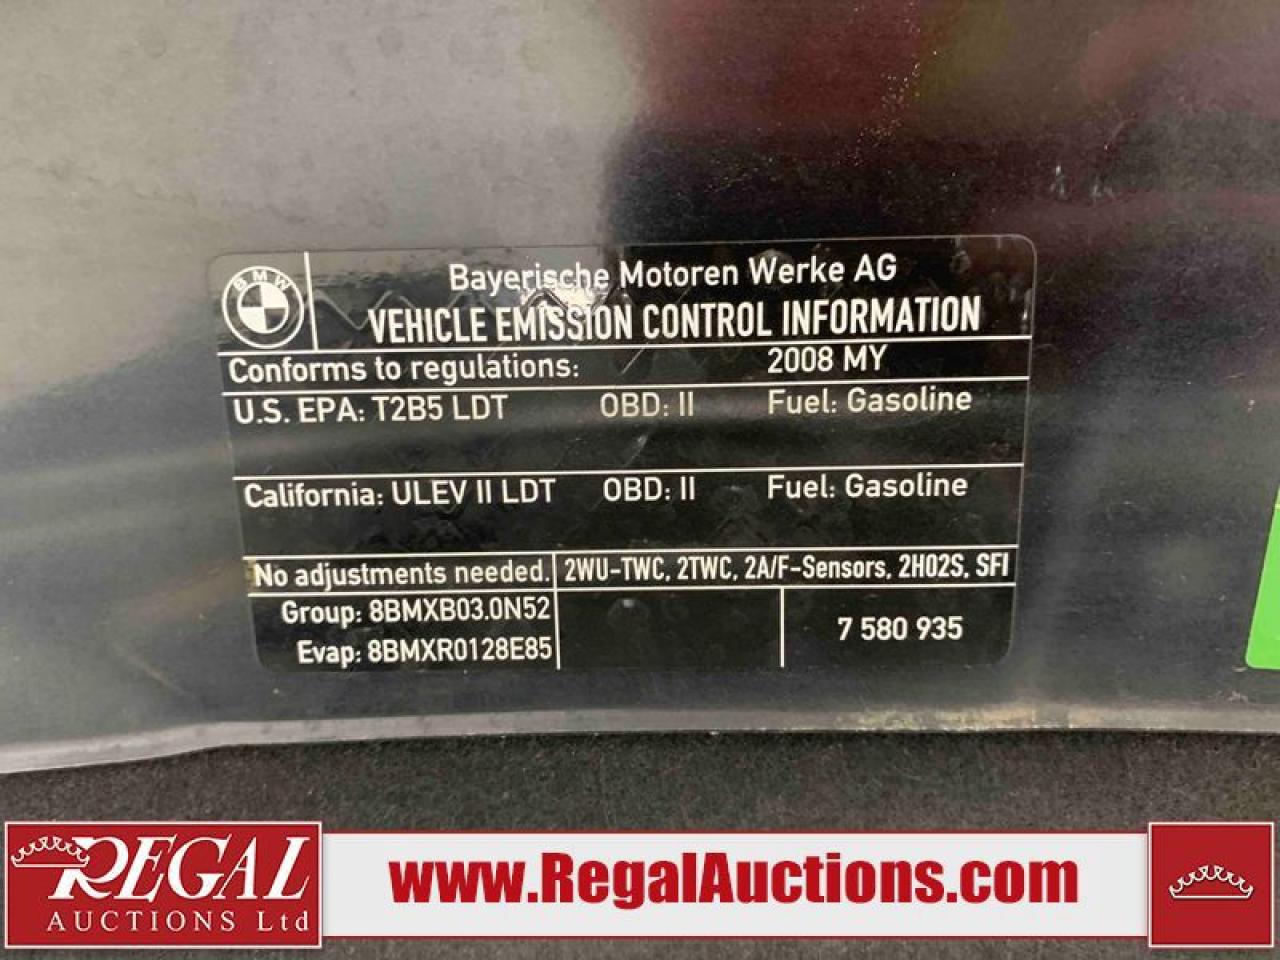 BMW
Bayerische Motoren Werke AG
VEHICLE EMISSION CONTROL INFORMATION
Conforms to regulations: 2008 MY
U.S. EPA: T2B5 LDT OBD: II Fuel: Gasoline
California: ULEV II LDT OBD: II Fuel: Gasoline
No adjustments needed. 2WU-TWC, 2TWC, 2A/F-Sensors, 2HO2S, SFI
Group: 8BMXB03.0N52
Evap: 8BMXR0128E85
7 580 935
REGAL
AUCTIONS Ltd
www.RegalAuctions.com